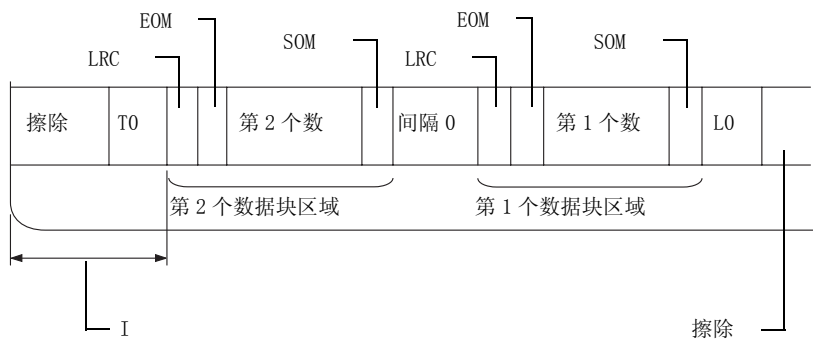 EOM
EOM
SOM
SOM
LRC
LRC
擦除
T0
第 2 个数
间隔 0
第 1 个数
L0
第 2 个数据块区域
第 1 个数据块区域
I
擦除